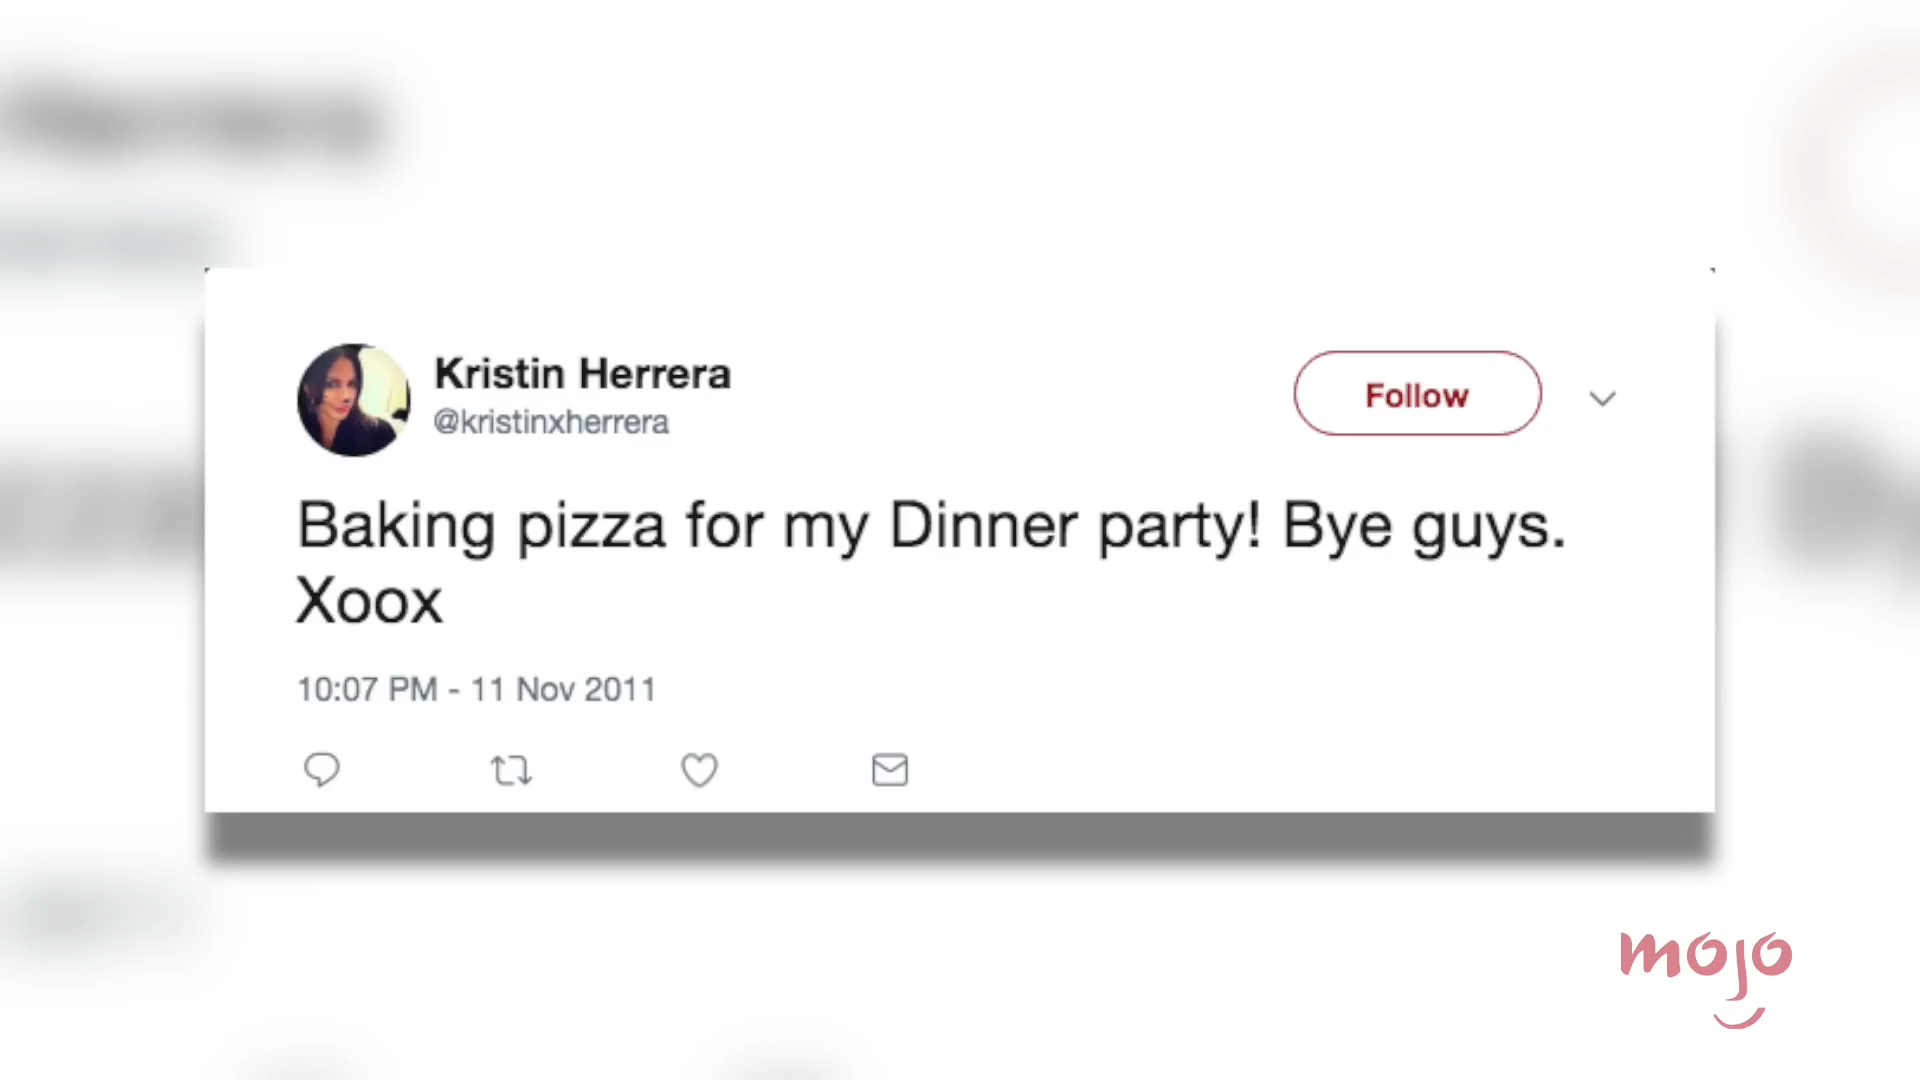 Kristin Herrera
@kristinxherrera
Follow
Baking pizza for my Dinner party! Bye guys.
Xoox
10:07 PM - 11 Nov 2011
mojo